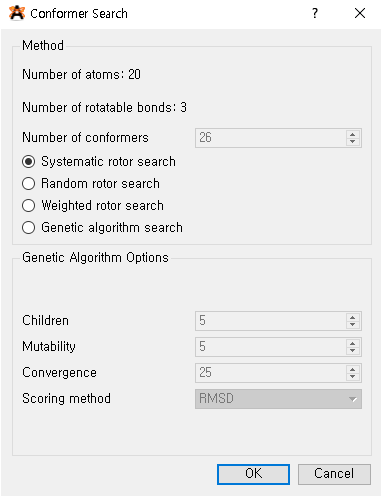 Conformer Search
Method
Number of atoms: 20
Number of rotatable bonds: 3
Number of conformers 26
Systematic rotor search
Random rotor search
Weighted rotor search
Genetic algorithm search
Genetic Algorithm Options
Children 5
Mutability 5
Convergence 25
Scoring method RMSD
OK Cancel